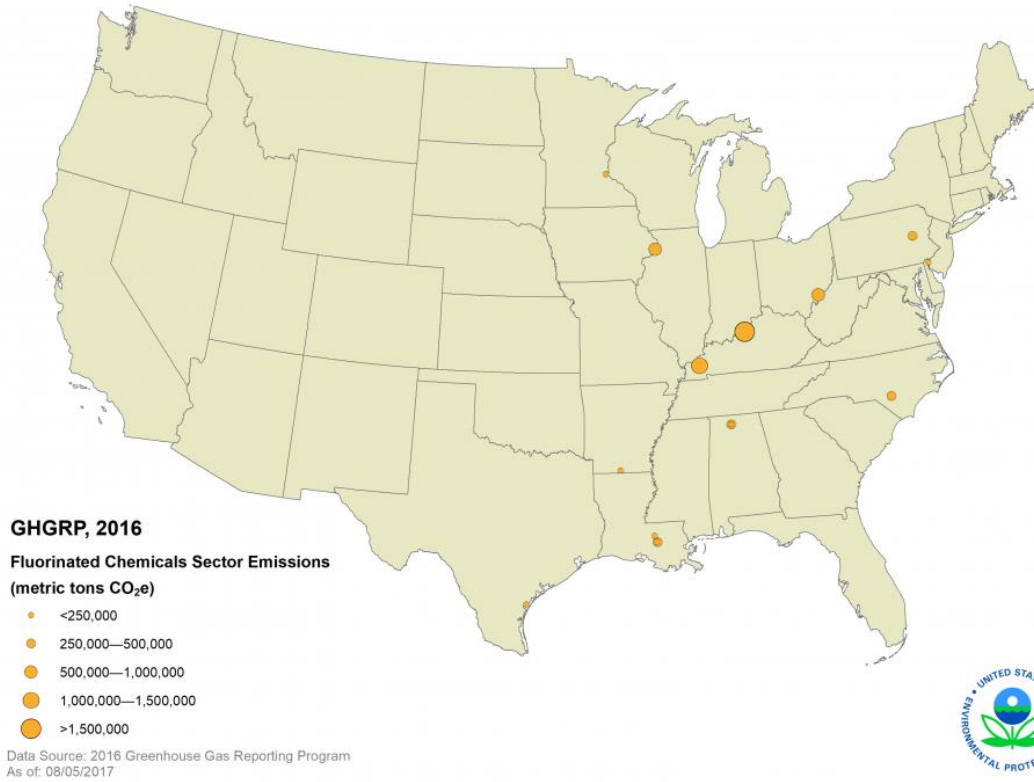 GHGRP, 2016
Fluorinated Chemicals Sector Emissions
(metric tons CO₂e)
<250,000
250,000—500,000
500,000—1,000,000
1,000,000—1,500,000
>1,500,000
Data Source: 2016 Greenhouse Gas Reporting Program
As of: 08/05/2017
UNITED
ENVIRONMENTAL